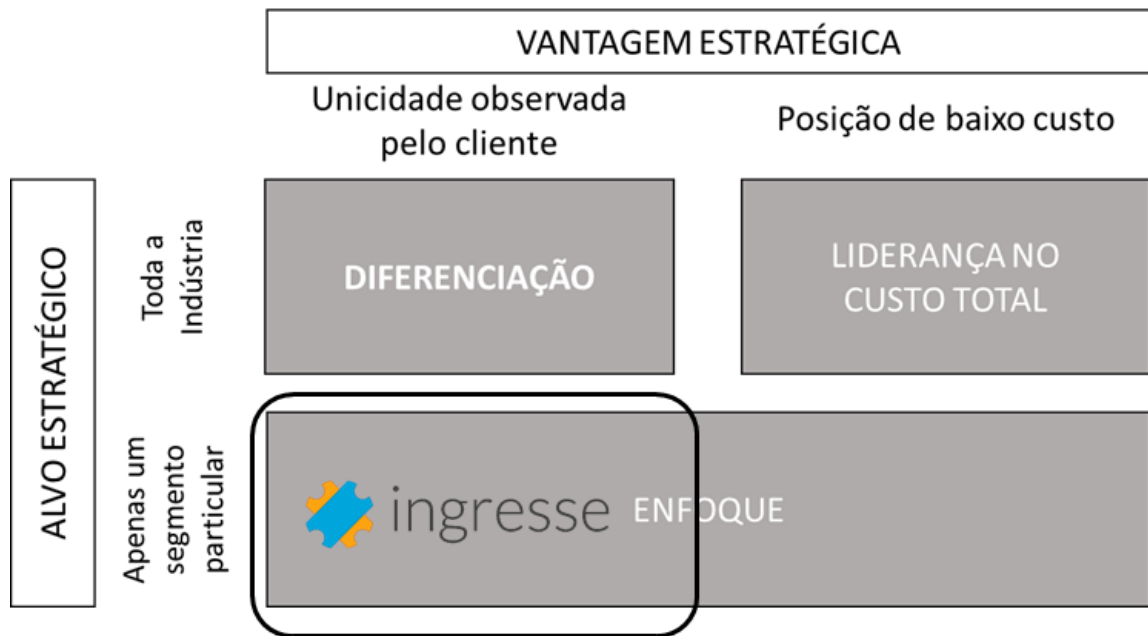 VANTAGEM ESTRATÉGICA
Unicidade observada
pelo cliente
Posição de baixo custo
ALVO ESTRATÉGICO
Toda a
Indústria
DIFERENCIAÇÃO
LIDERANÇA NO
CUSTO TOTAL
Apenas um
segmento
particular
ingresse
ENFOQUE